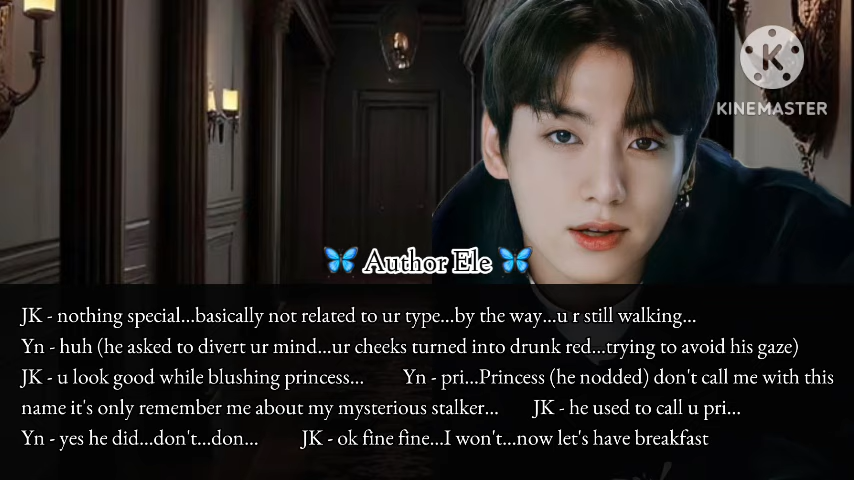 KINEMASTER
Author Ele
JK - nothing special...basically not related to ur type...by the way...u r still walking...
Yn - huh (he asked to divert ur mind...ur cheeks turned into drunk red...trying to avoid his gaze)
JK - u look good while blushing princess... Yn - pri...Princess (he nodded) don't call me with this
name it's only remember me about my mysterious stalker... JK - he used to call u pri...
Yn - yes he did...don't...don... JK - ok fine fine...I won't...now let's have breakfast